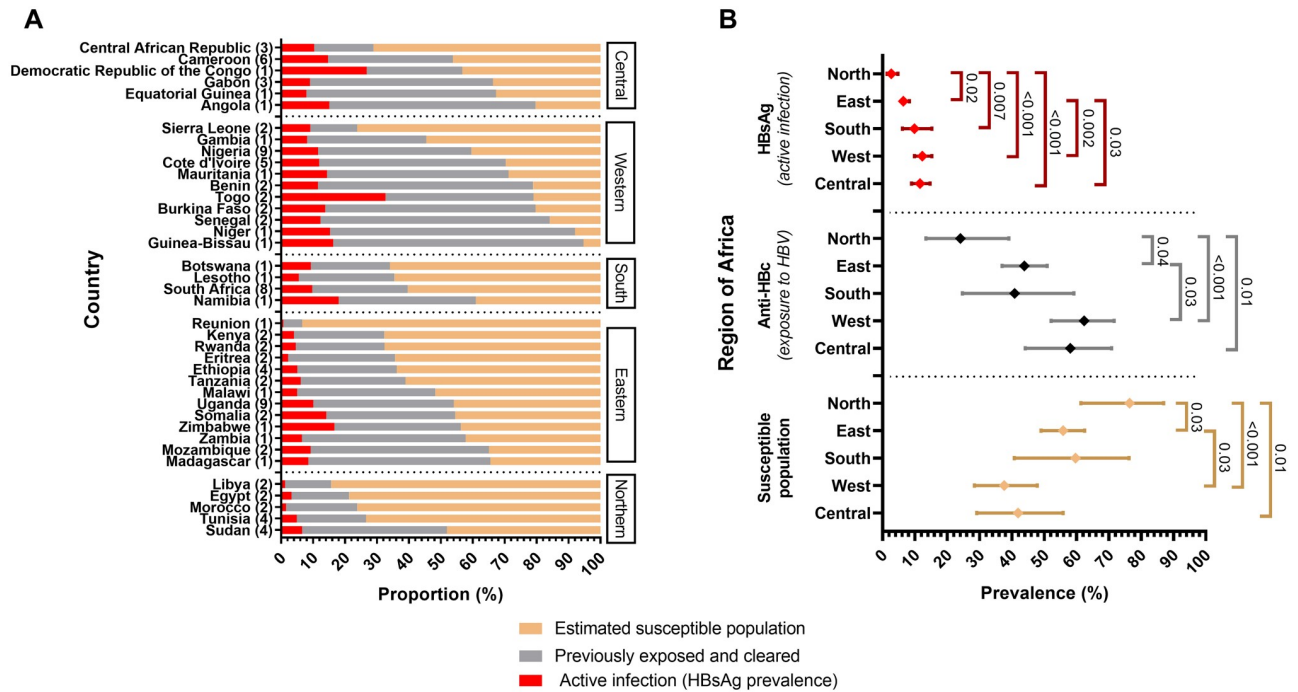 A
Country
Central African Republic (3)
Cameroon (6)
Democratic Republic of the Congo (1)
Gabon (3)
Equatorial Guinea (1)
Angola (1)
Central
Sierra Leone (2)
Gambia (1)
Nigeria (9)
Cote d'Ivoire (5)
Mauritania (1)
Benin (2)
Togo (2)
Burkina Faso (2)
Senegal (2)
Niger (1)
Guinea-Bissau (1)
Western
Botswana (1)
Lesotho (1)
South Africa (8)
Namibia (1)
South
Reunion (1)
Kenya (2)
Rwanda (2)
Eritrea (2)
Ethiopia (4)
Tanzania (2)
Malawi (1)
Uganda (9)
Somalia (2)
Zimbabwe (1)
Zambia (1)
Mozambique (2)
Madagascar (1)
Eastern
Libya (2)
Egypt (2)
Morocco (2)
Tunisia (4)
Sudan (4)
Northern
0 10 20 30 40 50 60 70 80 90 100
Proportion (%)
B
Region of Africa
HBsAg
(active infection)
North
East
South
West
Central
0.02
0.007
<0.001
<0.001
0.002
0.03
Anti-HBc
(exposure to HBV)
North
East
South
West
Central
0.04
0.03
<0.001
0.01
Susceptible
population
North
East
South
West
Central
0.03
0.03
<0.001
0.01
0 10 20 30 40 50 60 70 80 90 100
Prevalence (%)
Estimated susceptible population
Previously exposed and cleared
Active infection (HBsAg prevalence)